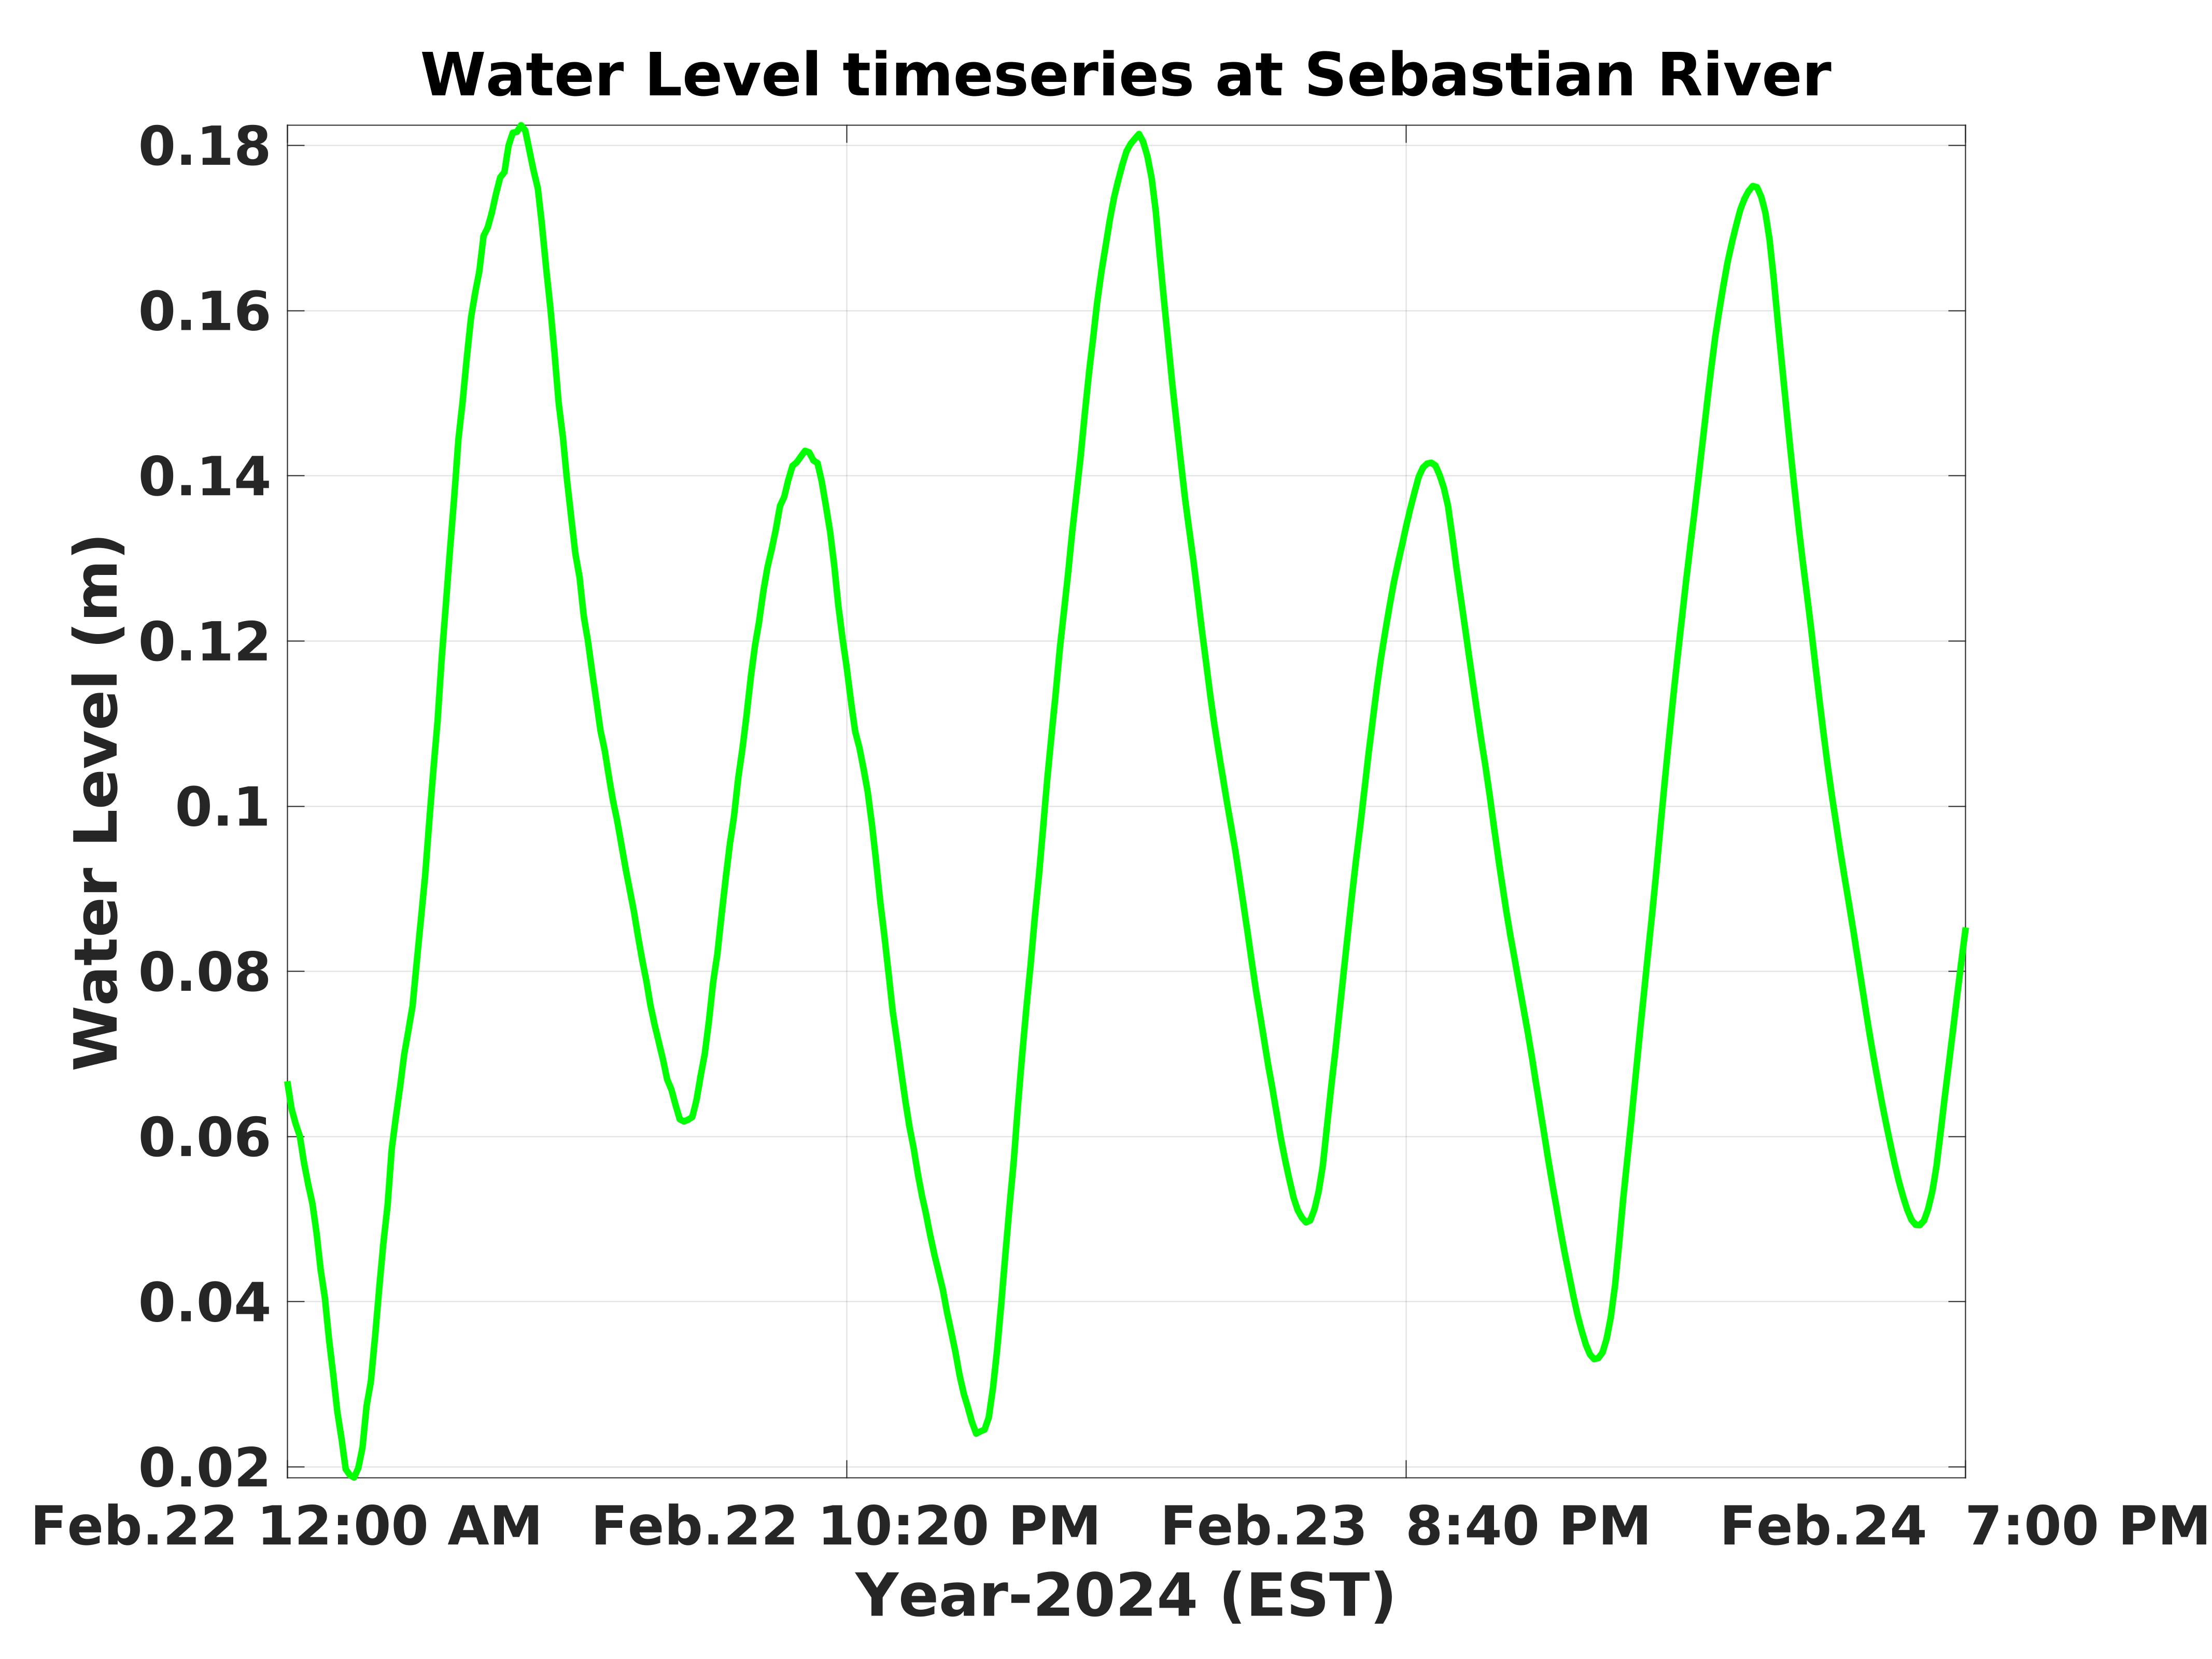 Water Level timeseries at Sebastian River
0.18
0.16
0.14
0.12
0.1
0.08
0.06
0.04
0.02
Water Level (m)
Feb.22 12:00 AM Feb.22 10:20 PM Feb.23 8:40 PM Feb.24 7:00 PM
Year-2024 (EST)